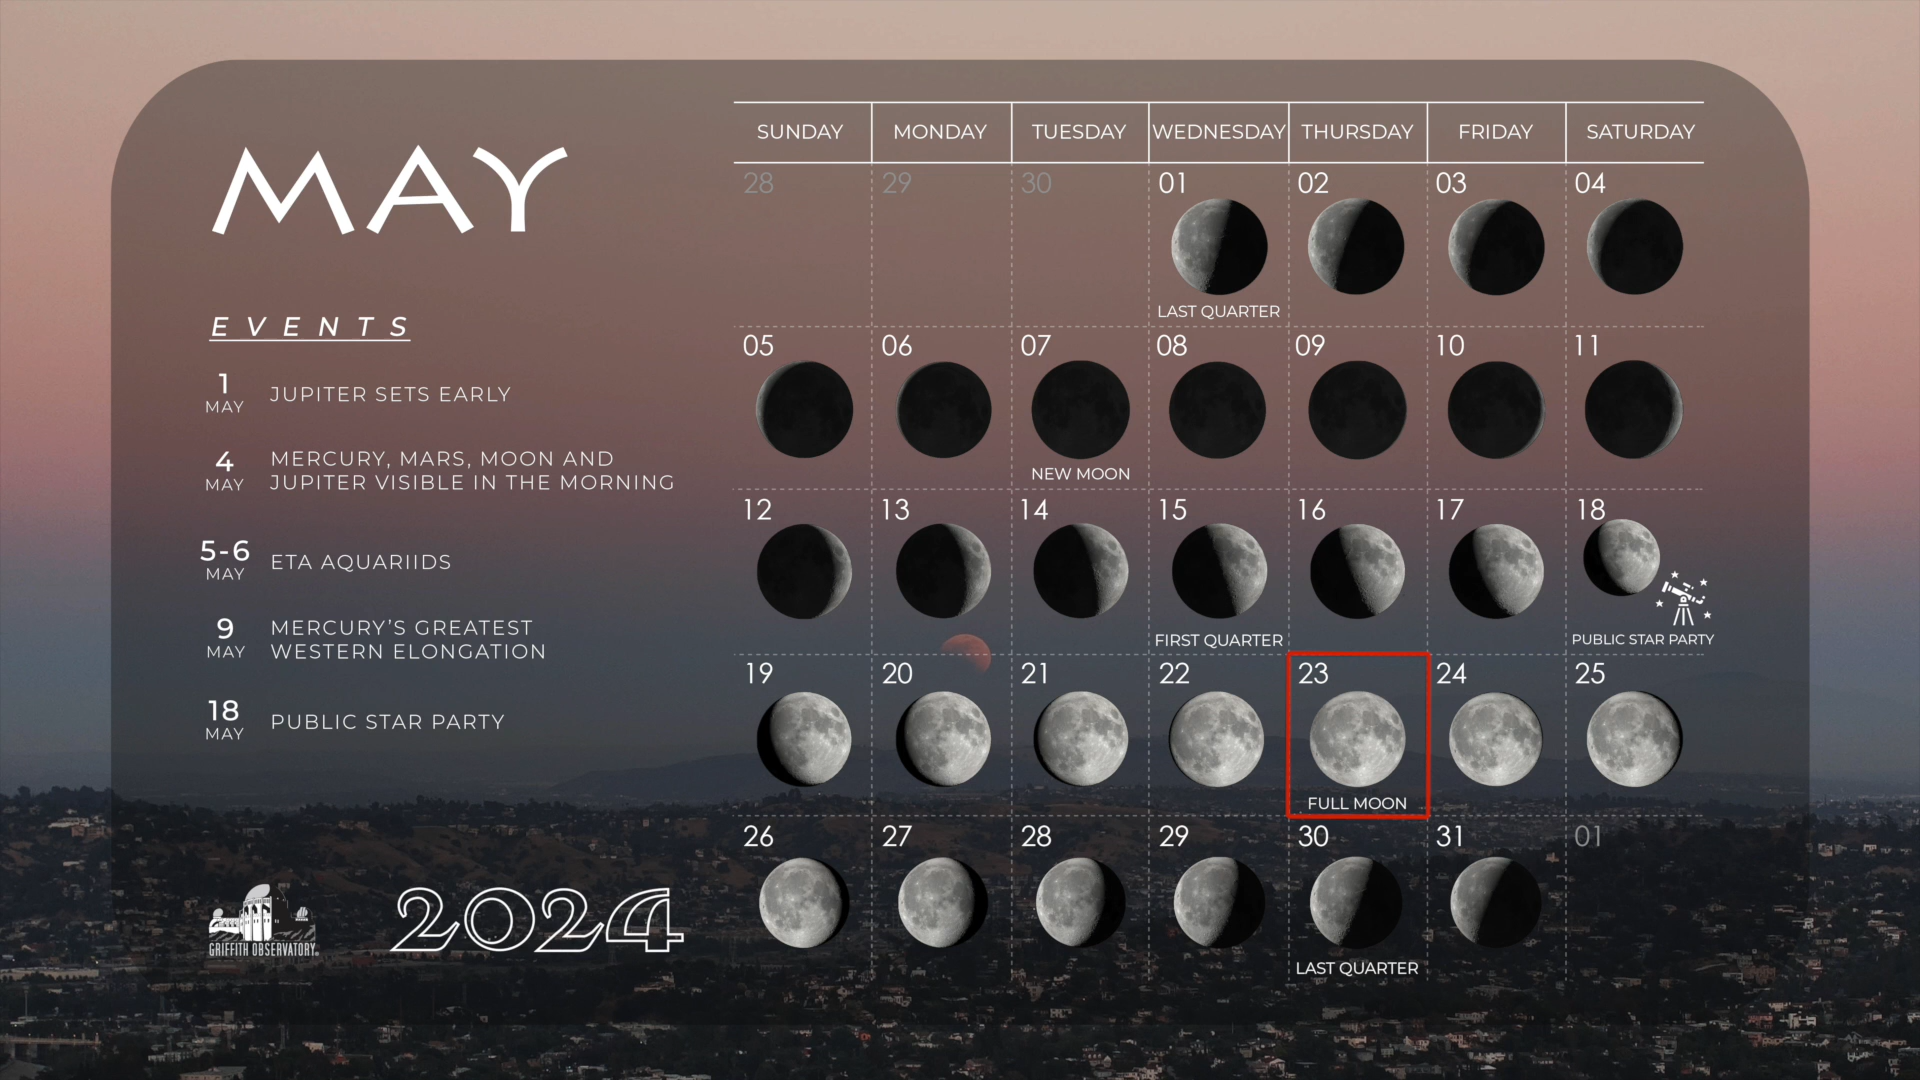 MAY
EVENTS
1
MAY
JUPITER SETS EARLY
4
MAY
MERCURY, MARS, MOON AND
JUPITER VISIBLE IN THE MORNING
5-6
MAY
ETA AQUARIIDS
9
MAY
MERCURY'S GREATEST
WESTERN ELONGATION
18
MAY
PUBLIC STAR PARTY
GRIFFITH OBSERVATORY
2024
SUNDAY MONDAY TUESDAY WEDNESDAY THURSDAY FRIDAY SATURDAY
28 29 30 01 02 03 04
LAST QUARTER
05 06 07 08 09 10 11
NEW MOON
12 13 14 15 16 17 18
FIRST QUARTER PUBLIC STAR PARTY
19 20 21 22 23 24 25
FULL MOON
26 27 28 29 30 31 01
LAST QUARTER